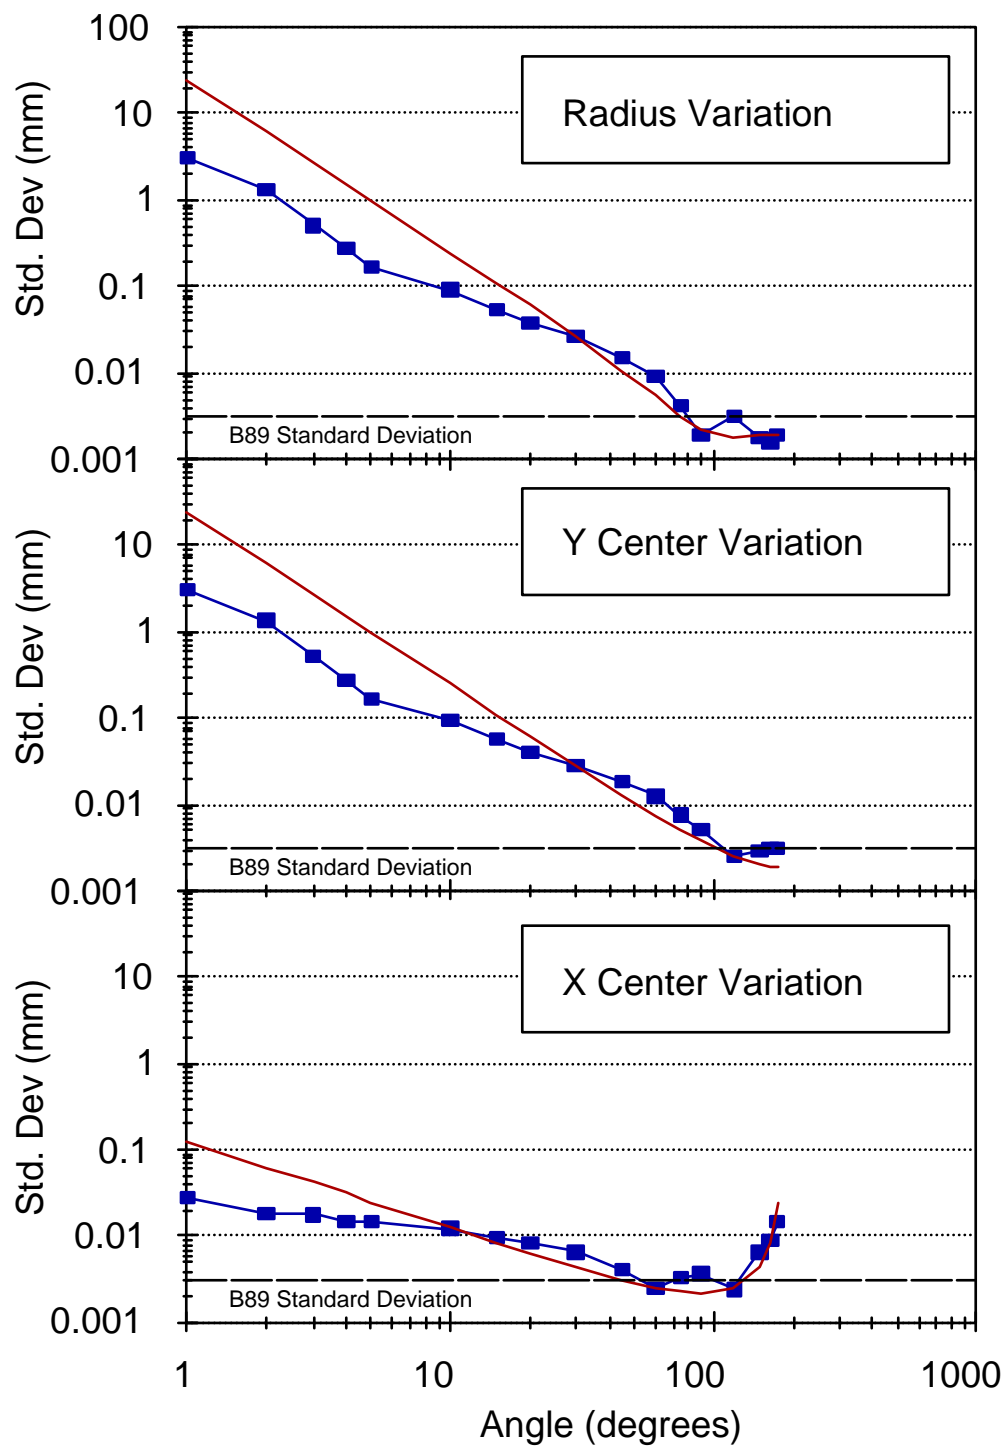 100
10
1
0.1
0.01
0.001
Std. Dev (mm)
Radius Variation
B89 Standard Deviation
10
1
0.1
0.01
0.001
Std. Dev (mm)
Y Center Variation
B89 Standard Deviation
10
1
0.1
0.01
0.001
Std. Dev (mm)
X Center Variation
B89 Standard Deviation
1 10 100 1000
Angle (degrees)